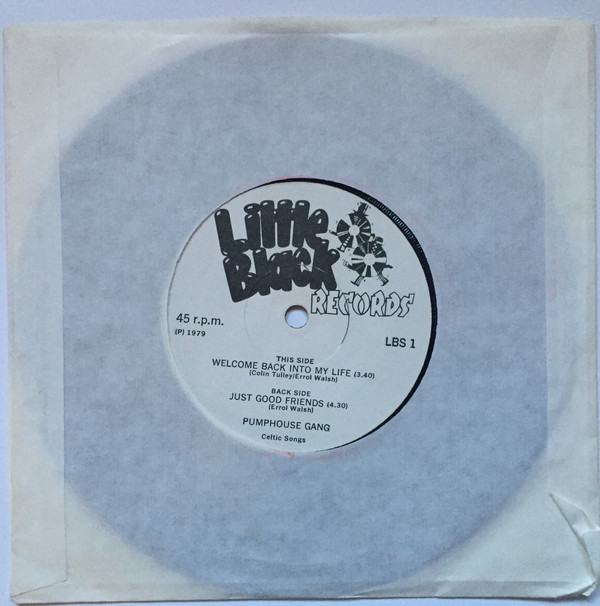 Little
Black
RECORDS
45 r.p.m.
(P) 1979
LBS 1
THIS SIDE
WELCOME BACK INTO MY LIFE (3.40)
(Colin Tulley/Errol Walsh)
BACK SIDE
JUST GOOD FRIENDS (4.30)
(Errol Walsh)
PUMPHOUSE GANG
Celtic Songs